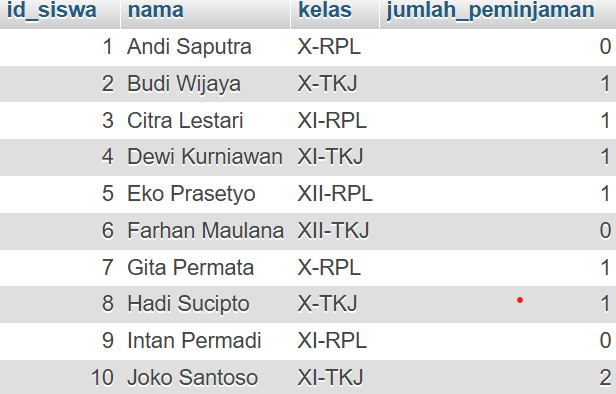 id_siswa nama kelas jumlah_peminjaman
1 Andi Saputra X-RPL 0
2 Budi Wijaya X-TKJ 1
3 Citra Lestari XI-RPL 1
4 Dewi Kurniawan XI-TKJ 1
5 Eko Prasetyo XII-RPL 1
6 Farhan Maulana XII-TKJ 0
7 Gita Permata X-RPL 1
8 Hadi Sucipto X-TKJ 1
9 Intan Permadi XI-RPL 0
10 Joko Santoso XI-TKJ 2